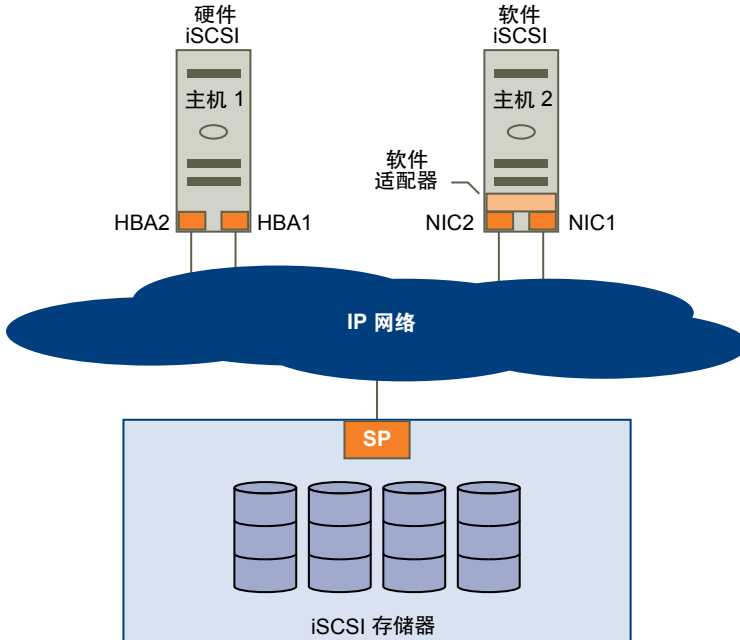 硬件
iSCSI
软件
iSCSI
主机 1
主机 2
软件
适配器
HBA2
HBA1
NIC2
NIC1
IP 网络
SP
iSCSI 存储器